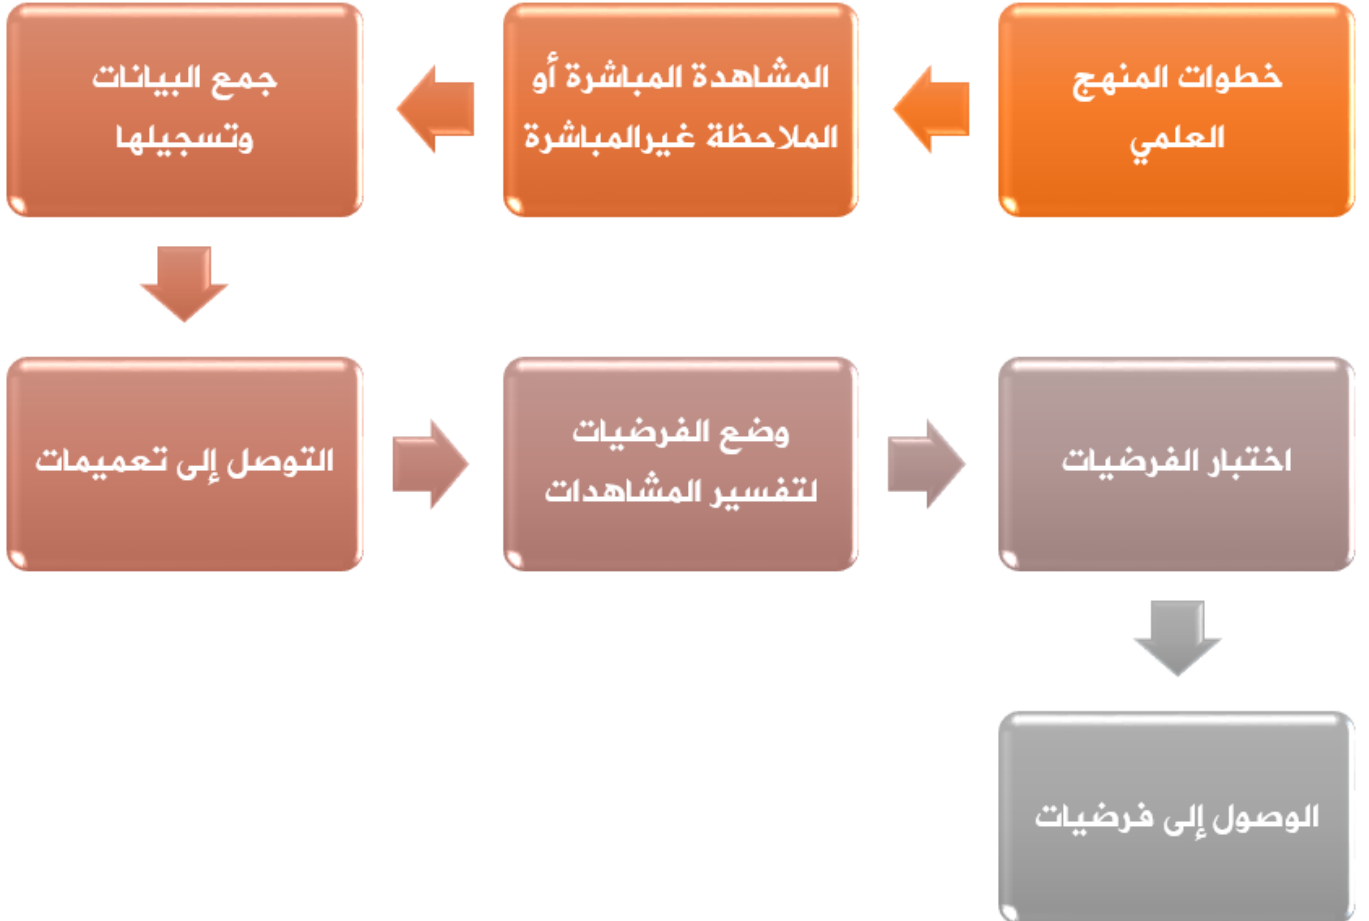 خطوات المنهج
العلمي
المشاهدة المباشرة أو
الملاحظة غيرالمباشرة
جمع البيانات
وتسجيلها
التوصل إلى تعميمات
وضع الفرضيات
لتفسير المشاهدات
اختبار الفرضيات
الوصول إلى فرضيات